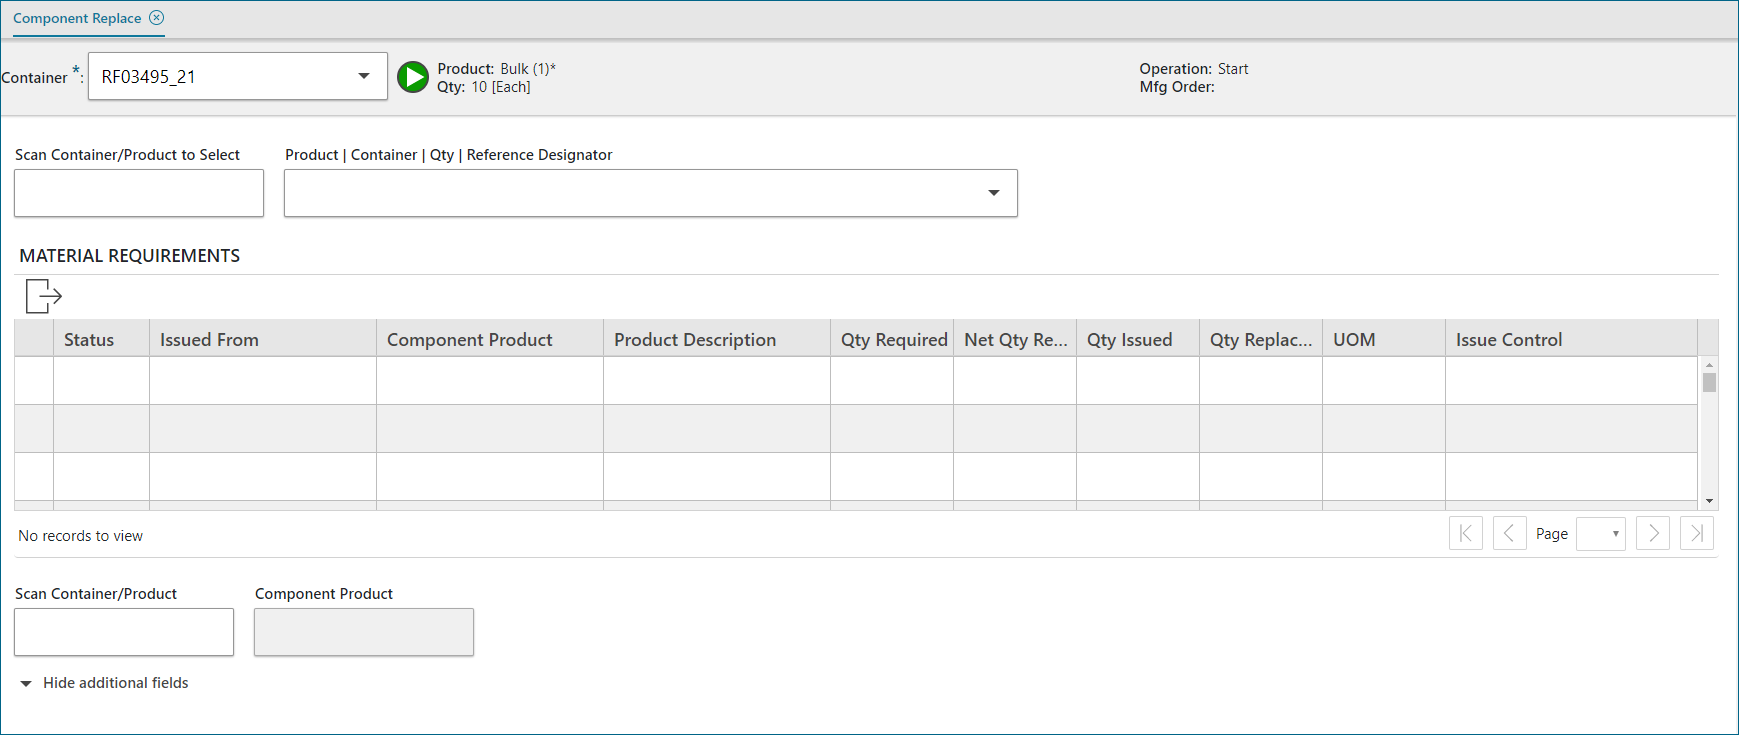 Component Replace
Container *: RF03495_21 Product: Bulk (1)* Operation: Start
Qty: 10 [Each] Mfg Order:
Scan Container/Product to Select Product | Container | Qty | Reference Designator
MATERIAL REQUIREMENTS
Status Issued From Component Product Product Description Qty Required Net Qty Re... Qty Issued Qty Replac... UOM Issue Control
No records to view Page
Scan Container/Product Component Product
Hide additional fields